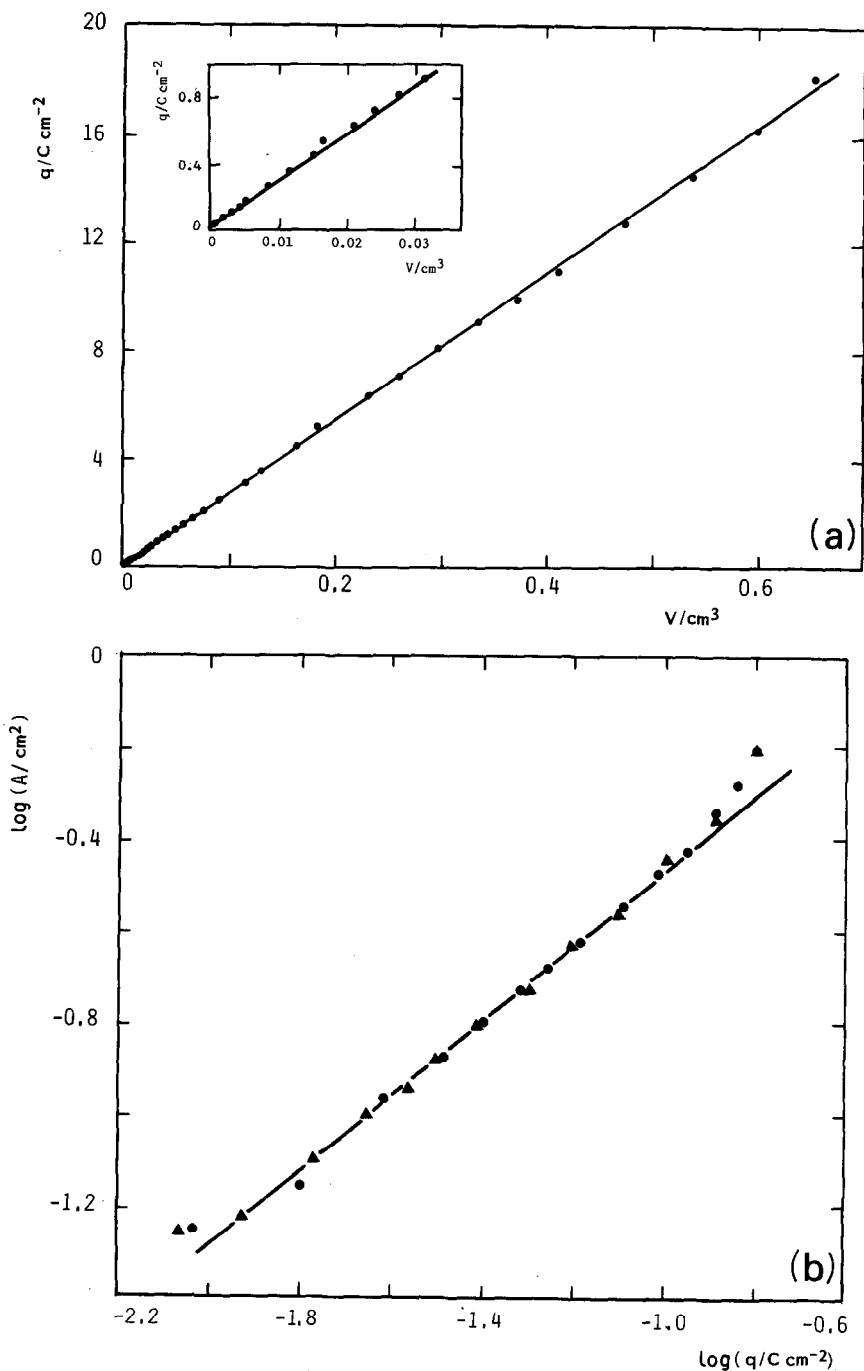 20
16
12
8
4
0
q/C cm⁻²
0.8
0.4
0
q/C cm⁻²
0 0.01 0.02 0.03
V/cm³
(a)
0 0.2 0.4 0.6
V/cm³
0
-0.4
-0.8
-1.2
log (A/cm²)
(b)
-2.2 -1.8 -1.4 -1.0 -0.6
log(q/C cm⁻²)